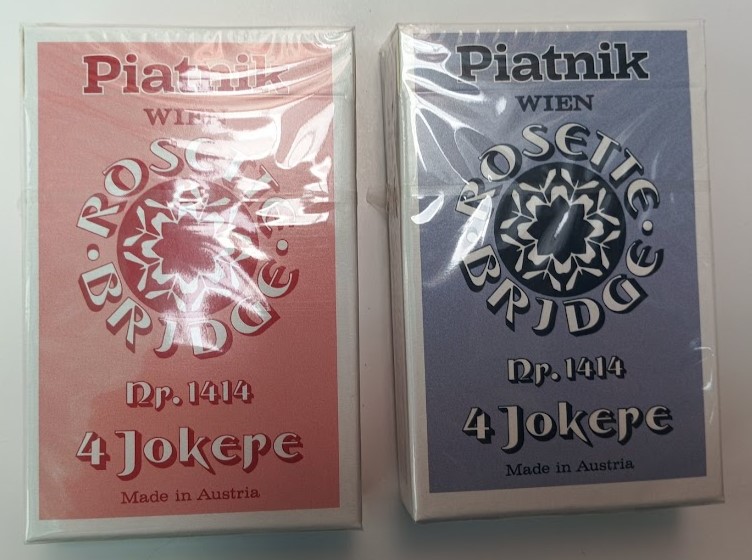 Piatnik
WIEN
ROSETTE
BRIDGE
Nr. 1414
4 Jokere
Made in Austria
Piatnik
WIEN
ROSETTE
BRIDGE
Nr. 1414
4 Jokere
Made in Austria